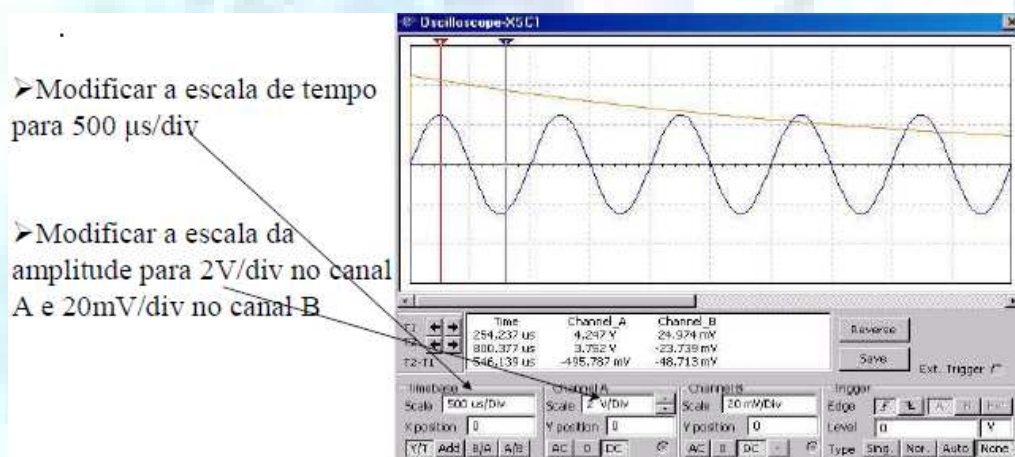 Oscilloscope-XSC1
➢Modificar a escala de tempo
para 500 μs/div
➢Modificar a escala da
amplitude para 2V/div no canal
A e 20mV/div no canal B
Time Channel_A Channel_B
254.237 us 4.247 V 24.974 mV
800.377 us 3.752 V -23.739 mV
T2-T1 546.139 us -495.787 mV -48.713 mV
Reverse
Save
Ext. Trigger
Timebase
Scale 500 us/Div
X position 0
Y/T Add B/A A/B
Channel A
Scale 2 V/Div
Y position 0
AC 0 DC
Channel B
Scale 20 mV/Div
Y position 0
AC 0 DC -
Trigger
Edge A B Ext
Level 0 V
Type Sing. Nor. Auto None